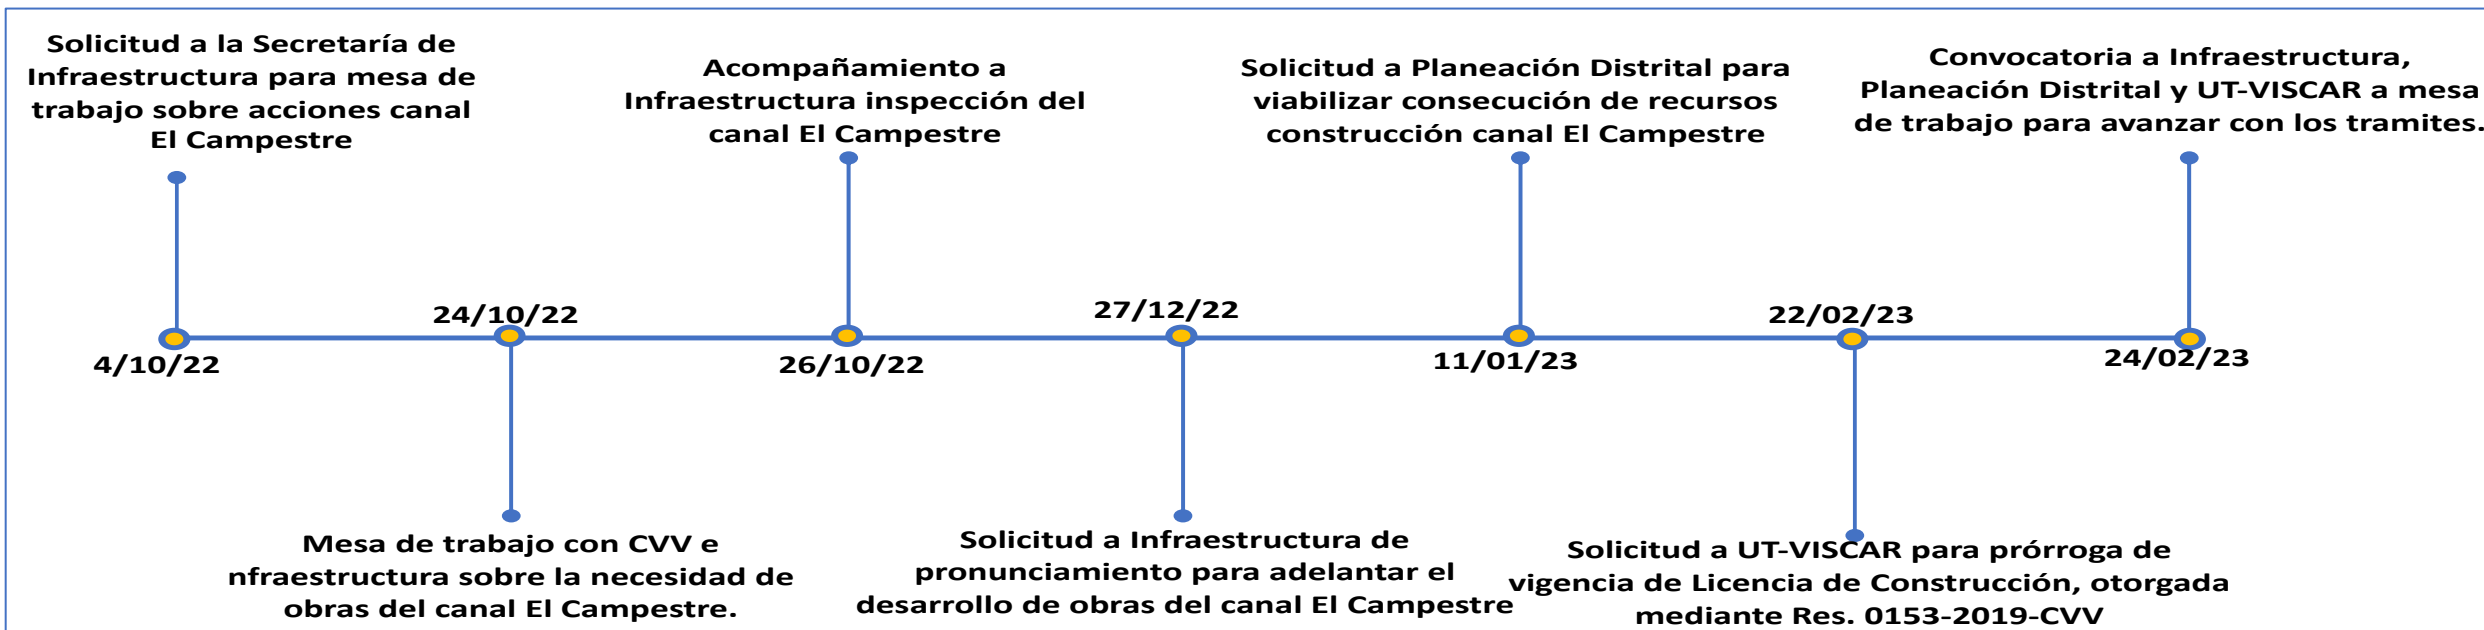 Solicitud a la Secretaría de
Infraestructura para mesa de
trabajo sobre acciones canal
El Campestre
4/10/22
24/10/22
Mesa de trabajo con CVV e
nfraestructura sobre la necesidad de
obras del canal El Campestre.
Acompañamiento a
Infraestructura inspección del
canal El Campestre
26/10/22
27/12/22
Solicitud a Infraestructura de
pronunciamiento para adelantar el
desarrollo de obras del canal El Campestre
Solicitud a Planeación Distrital para
viabilizar consecución de recursos
construcción canal El Campestre
11/01/23
22/02/23
Solicitud a UT-VISCAR para prórroga de
vigencia de Licencia de Construcción, otorgada
mediante Res. 0153-2019-CVV
Convocatoria a Infraestructura,
Planeación Distrital y UT-VISCAR a mesa
de trabajo para avanzar con los tramites.
24/02/23